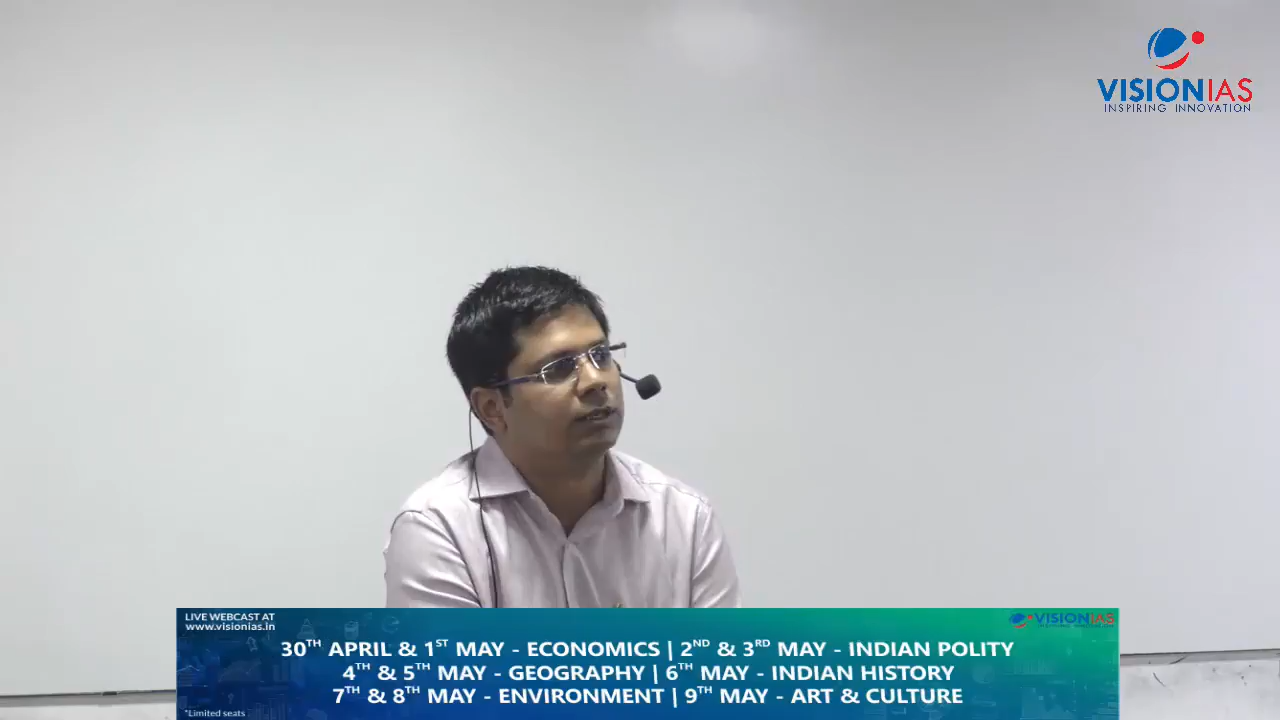 VISIONIAS
INSPIRING INNOVATION
LIVE WEBCAST AT
www.visionias.in
VISIONIAS
30TH APRIL & 1ST MAY - ECONOMICS | 2ND & 3RD MAY - INDIAN POLITY
4TH & 5TH MAY - GEOGRAPHY | 6TH MAY - INDIAN HISTORY
7TH & 8TH MAY - ENVIRONMENT | 9TH MAY - ART & CULTURE
*Limited seats